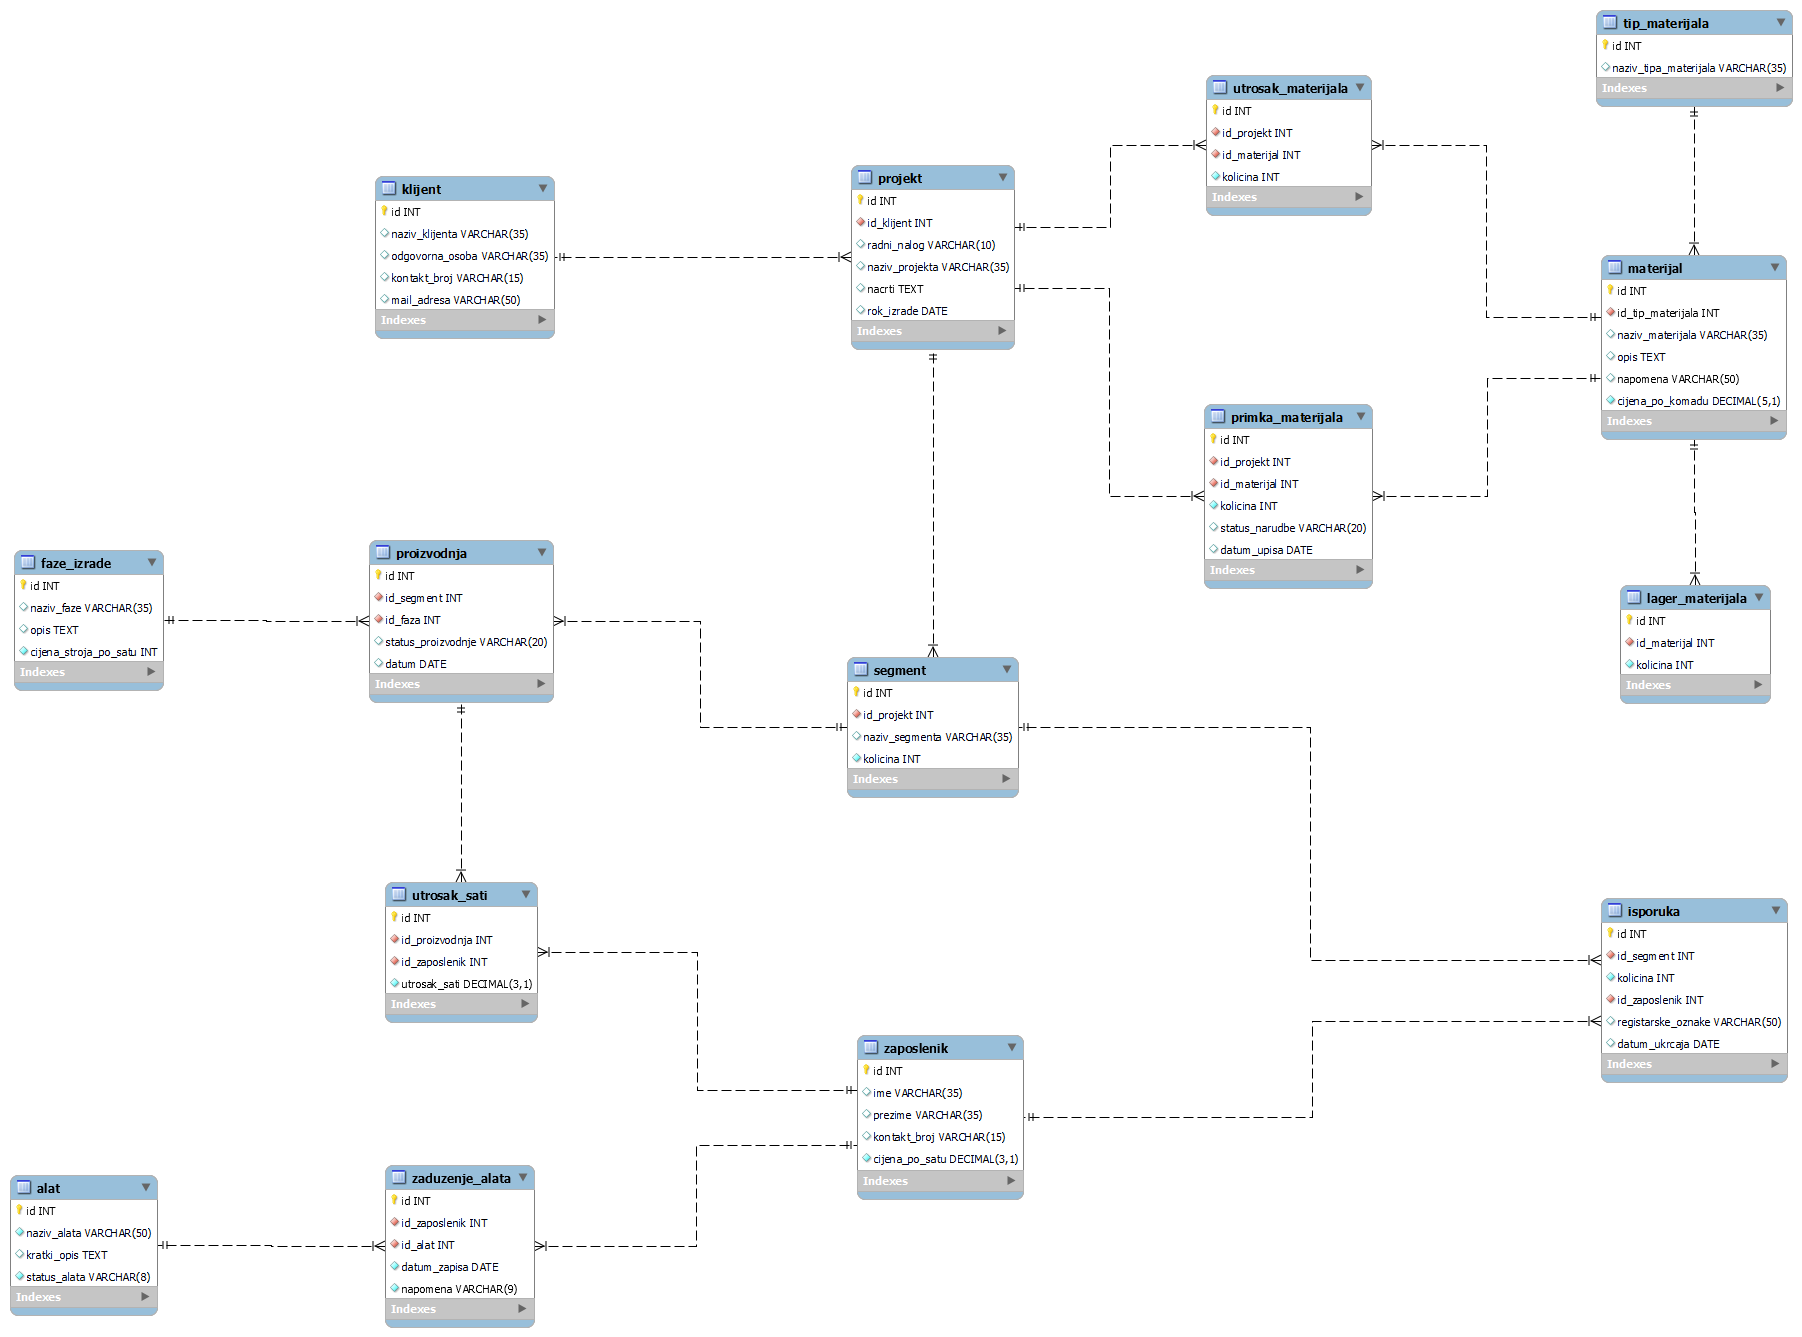 tip_materijala
id INT
naziv_tipa_materijala VARCHAR(35)
Indexes
utrosak_materijala
id INT
id_projekt INT
id_materijal INT
kolicina INT
Indexes
klijent
id INT
naziv_klijenta VARCHAR(35)
odgovorna_osoba VARCHAR(35)
kontakt_broj VARCHAR(15)
mail_adresa VARCHAR(50)
Indexes
projekt
id INT
id_klijent INT
radni_nalog VARCHAR(10)
naziv_projekta VARCHAR(35)
nacrti TEXT
rok_izrade DATE
Indexes
materijal
id INT
id_tip_materijala INT
naziv_materijala VARCHAR(35)
opis TEXT
napomena VARCHAR(50)
cijena_po_komadu DECIMAL(5,1)
Indexes
primka_materijala
id INT
id_projekt INT
id_materijal INT
kolicina INT
status_narudbe VARCHAR(20)
datum_upisa DATE
Indexes
faze_izrade
id INT
naziv_faze VARCHAR(35)
opis TEXT
cijena_stroja_po_satu INT
Indexes
proizvodnja
id INT
id_segment INT
id_faza INT
status_proizvodnje VARCHAR(20)
datum DATE
Indexes
segment
id INT
id_projekt INT
naziv_segmenta VARCHAR(35)
kolicina INT
Indexes
lager_materijala
id INT
id_materijal INT
kolicina INT
Indexes
utrosak_sati
id INT
id_proizvodnja INT
id_zaposlenik INT
utrosak_sati DECIMAL(3,1)
Indexes
isporuka
id INT
id_segment INT
kolicina INT
id_zaposlenik INT
registarske_oznake VARCHAR(50)
datum_ukrcaja DATE
Indexes
zaposlenik
id INT
ime VARCHAR(35)
prezime VARCHAR(35)
kontakt_broj VARCHAR(15)
cijena_po_satu DECIMAL(3,1)
Indexes
alat
id INT
naziv_alata VARCHAR(50)
kratki_opis TEXT
status_alata VARCHAR(8)
Indexes
zaduzenje_alata
id INT
id_zaposlenik INT
id_alat INT
datum_zapisa DATE
napomena VARCHAR(9)
Indexes